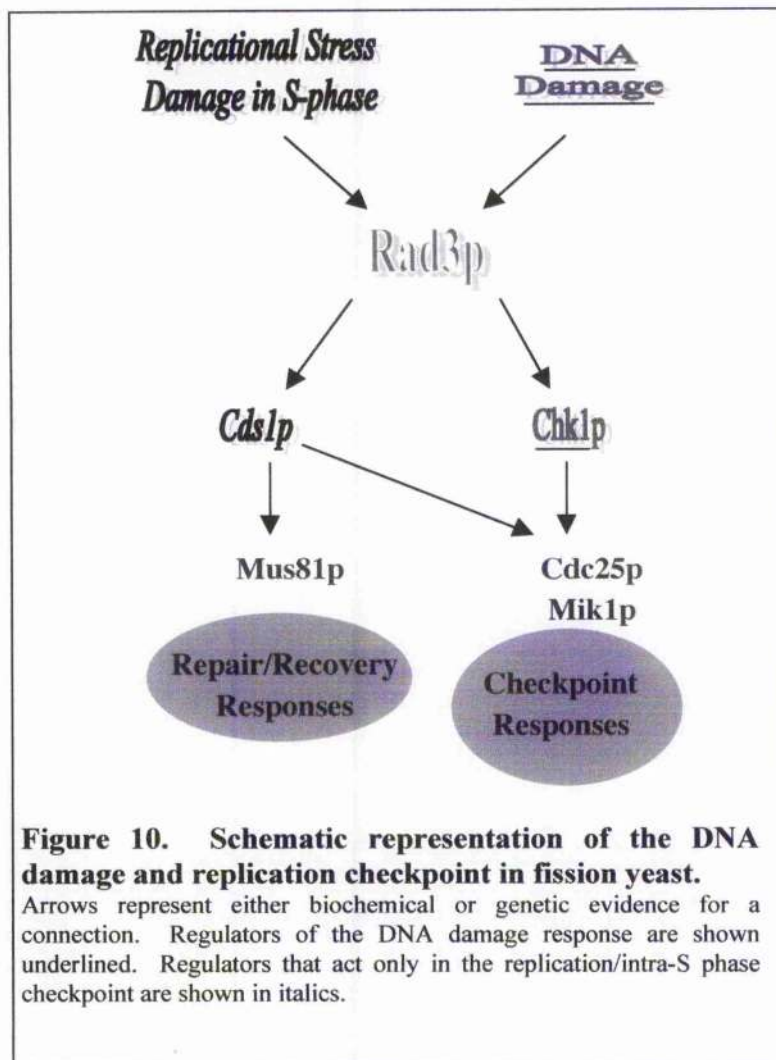 Replicational Stress
Damage in S-phase
DNA
Damage
Rad3p
Cds1p
Chk1p
Mus81p
Cdc25p
Mik1p
Repair/Recovery
Responses
Checkpoint
Responses
Figure 10. Schematic representation of the DNA
damage and replication checkpoint in fission yeast.
Arrows represent either biochemical or genetic evidence for a
connection. Regulators of the DNA damage response are shown
underlined. Regulators that act only in the replication/intra-S phase
checkpoint are shown in italics.